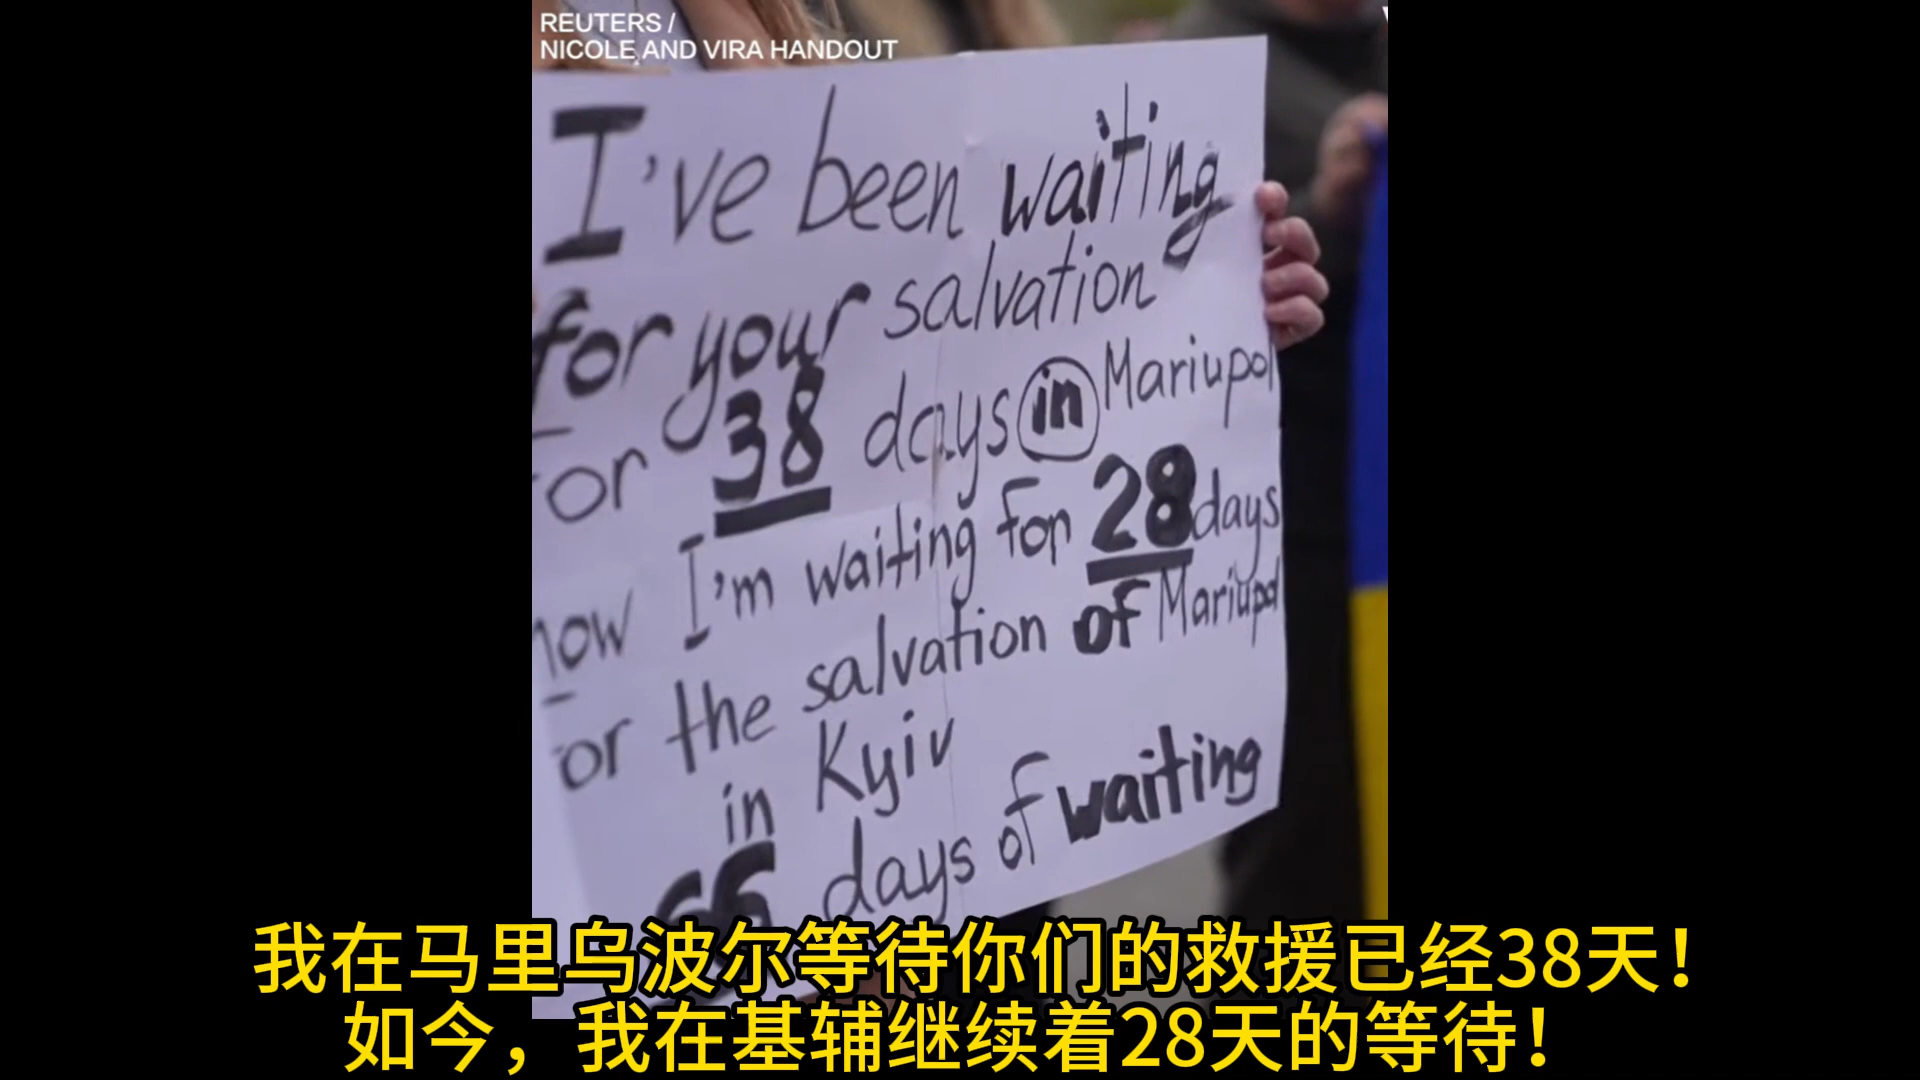 REUTERS /
NICOLE AND VIRA HANDOUT
I've been waiting
for your salvation
for 38 days in Mariupol
now I'm waiting for 28 days
for the salvation of Mariupol
in Kyiv
66 days of waiting
我在马里乌波尔等待你们的救援已经38天！
如今，我在基辅继续着28天的等待！